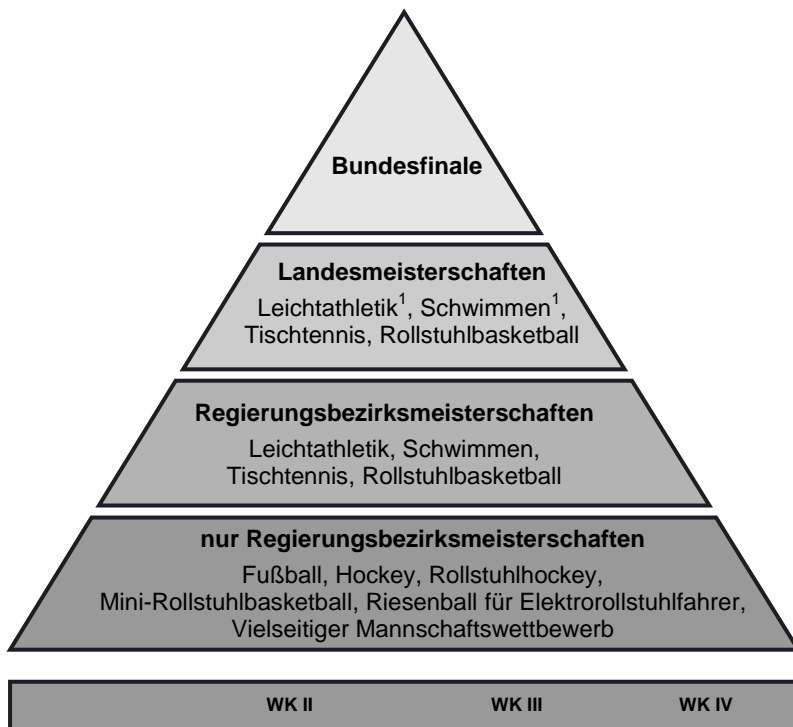 Bundesfinale
Landesmeisterschaften
Leichtathletik¹, Schwimmen¹,
Tischtennis, Rollstuhlbasketball
Regierungsbezirksmeisterschaften
Leichtathletik, Schwimmen,
Tischtennis, Rollstuhlbasketball
nur Regierungsbezirksmeisterschaften
Fußball, Hockey, Rollstuhlhockey,
Mini-Rollstuhlbasketball, Riesenball für Elektrorollstuhlfahrer,
Vielseitiger Mannschaftswettbewerb
WK II WK III WK IV